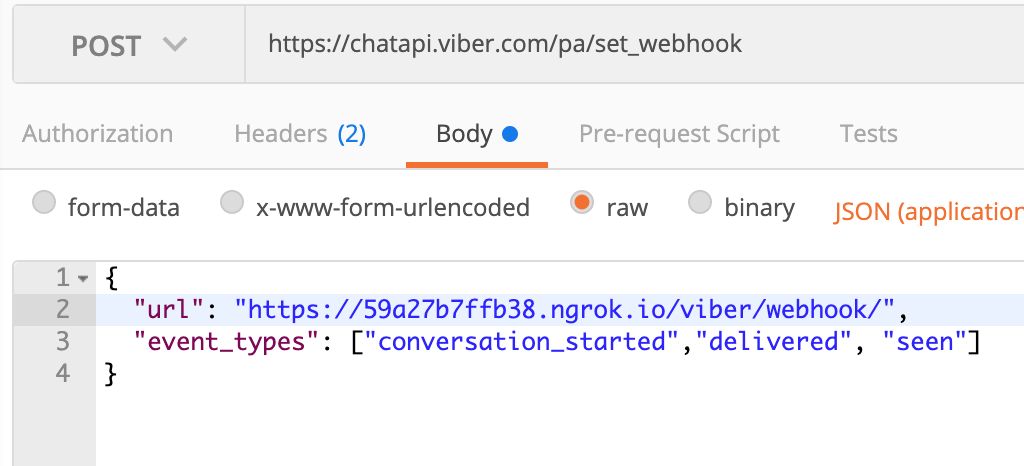 POST https://chatapi.viber.com/pa/set_webhook
Authorization Headers (2) Body Pre-request Script Tests
form-data x-www-form-urlencoded raw binary JSON (application
1 {
2 "url": "https://59a27b7ffb38.ngrok.io/viber/webhook/",
3 "event_types": ["conversation_started","delivered", "seen"]
4 }